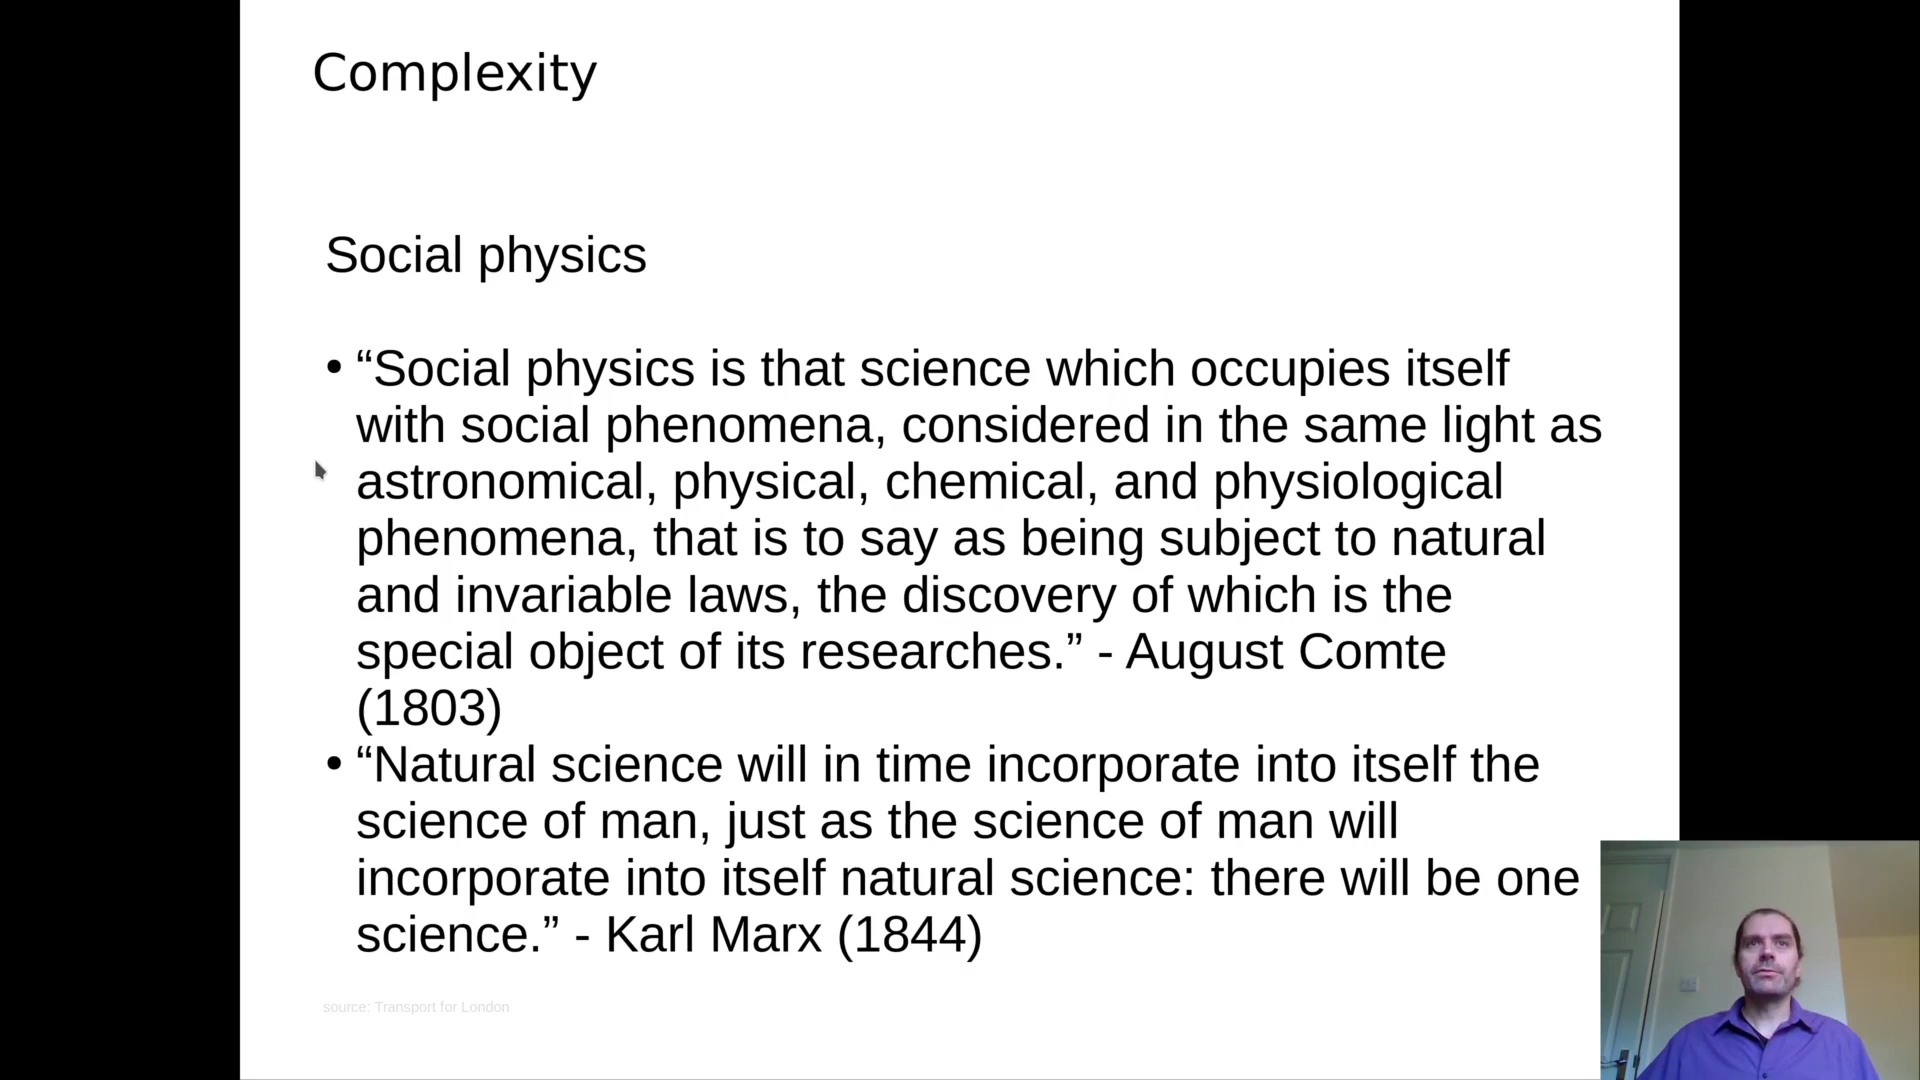 Complexity
Social physics
• “Social physics is that science which occupies itself
with social phenomena, considered in the same light as
astronomical, physical, chemical, and physiological
phenomena, that is to say as being subject to natural
and invariable laws, the discovery of which is the
special object of its researches.” - August Comte
(1803)
• “Natural science will in time incorporate into itself the
science of man, just as the science of man will
incorporate into itself natural science: there will be one
science.” - Karl Marx (1844)
source: Transport for London